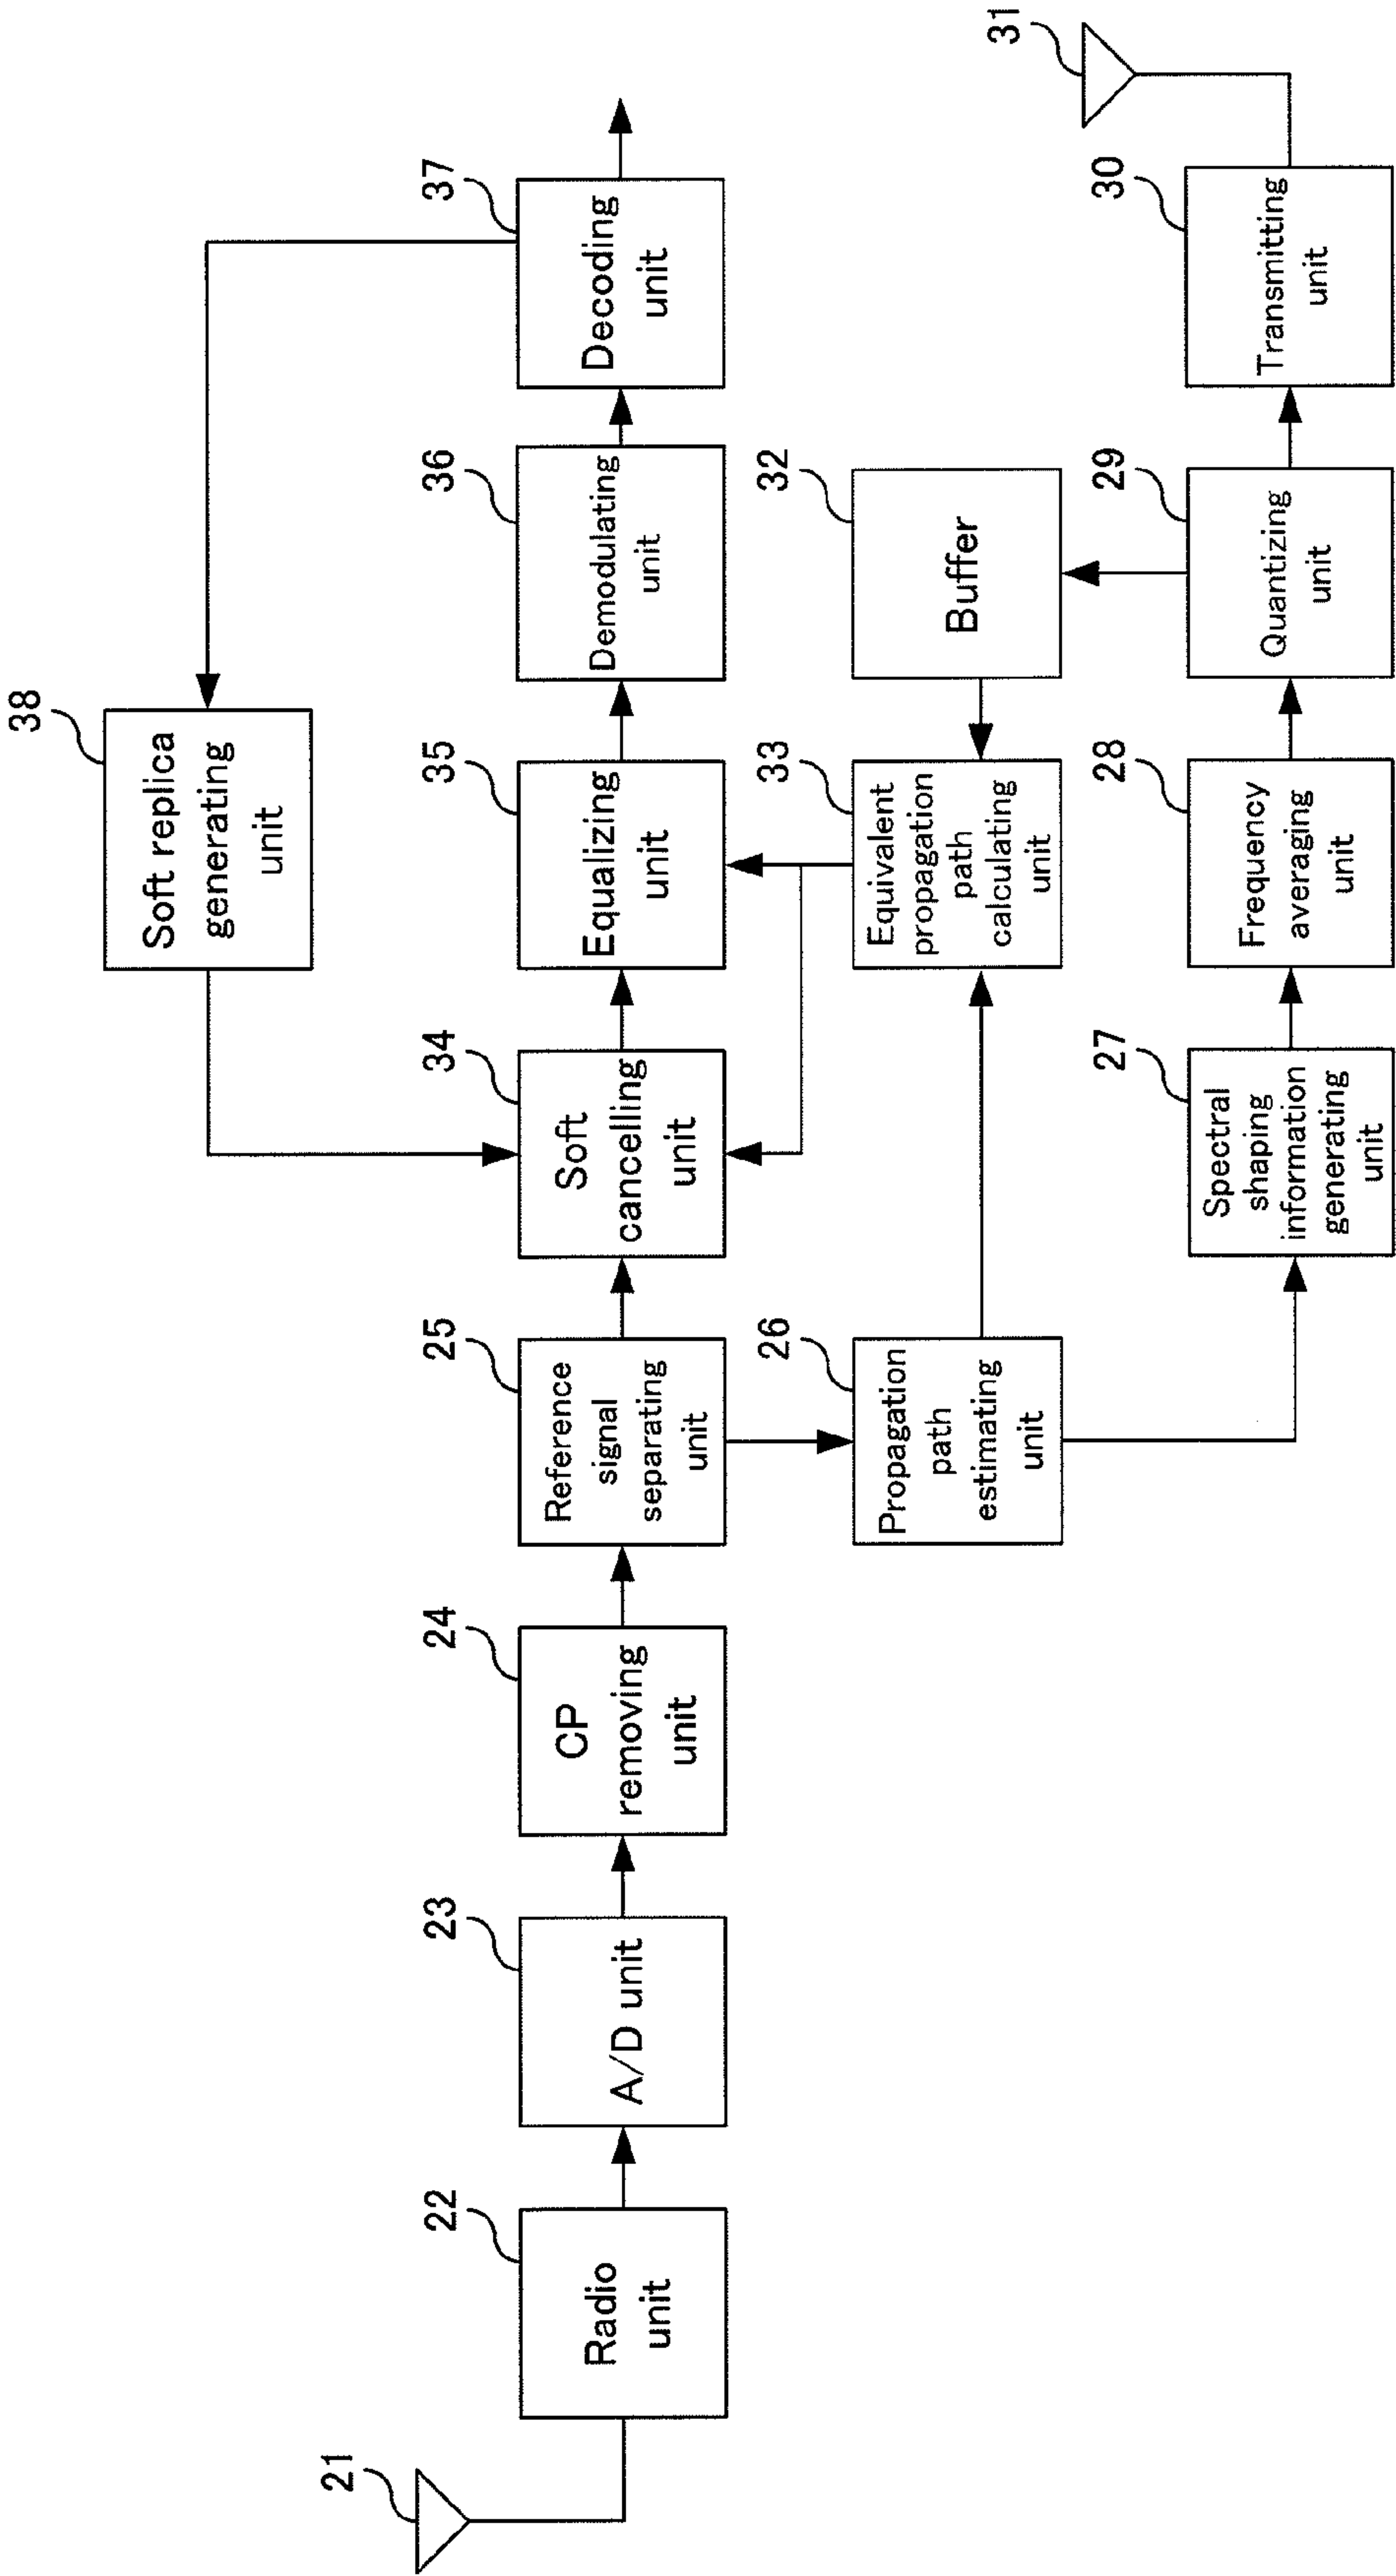 38
Soft replica
generating
unit
21
22
Radio
unit
23
A/D unit
24
CP
removing
unit
25
Reference
signal
separating
unit
34
Soft
cancelling
unit
35
Equalizing
unit
36
Demodulating
unit
37
Decoding
unit
26
Propagation
path
estimating
unit
33
Equivalent
propagation
path
calculating
unit
32
Buffer
27
Spectral
shaping
information
generating
unit
28
Frequency
averaging
unit
29
Quantizing
unit
30
Transmitting
unit
31